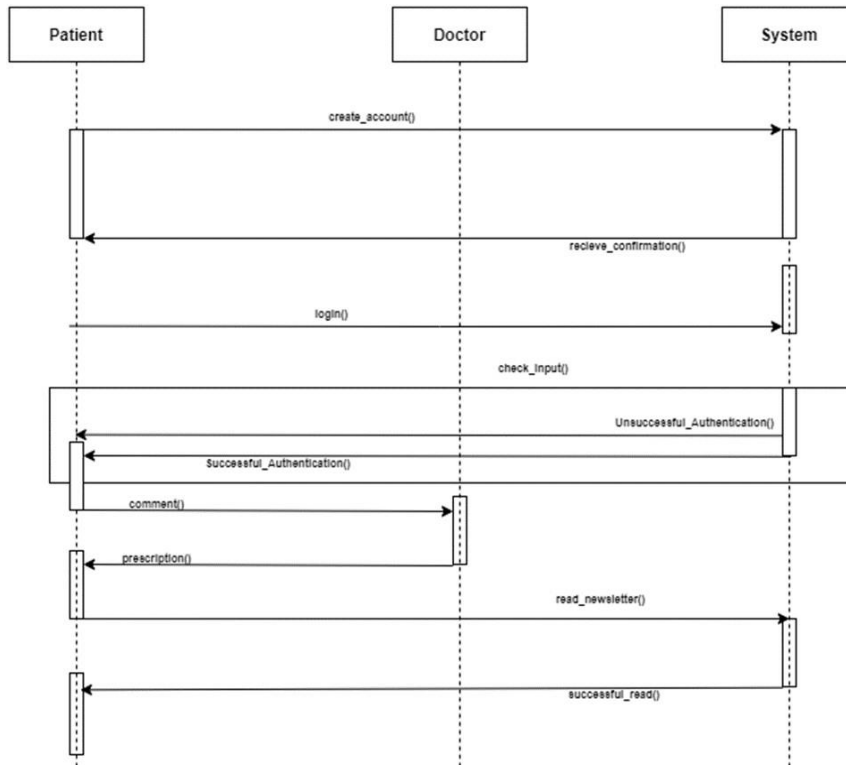 Patient
Doctor
System
create_account()
recieve_confirmation()
login()
check_input()
Unsuccessful_Authentication()
Successful_Authentication()
comment()
prescription()
read_newsletter()
successful_read()